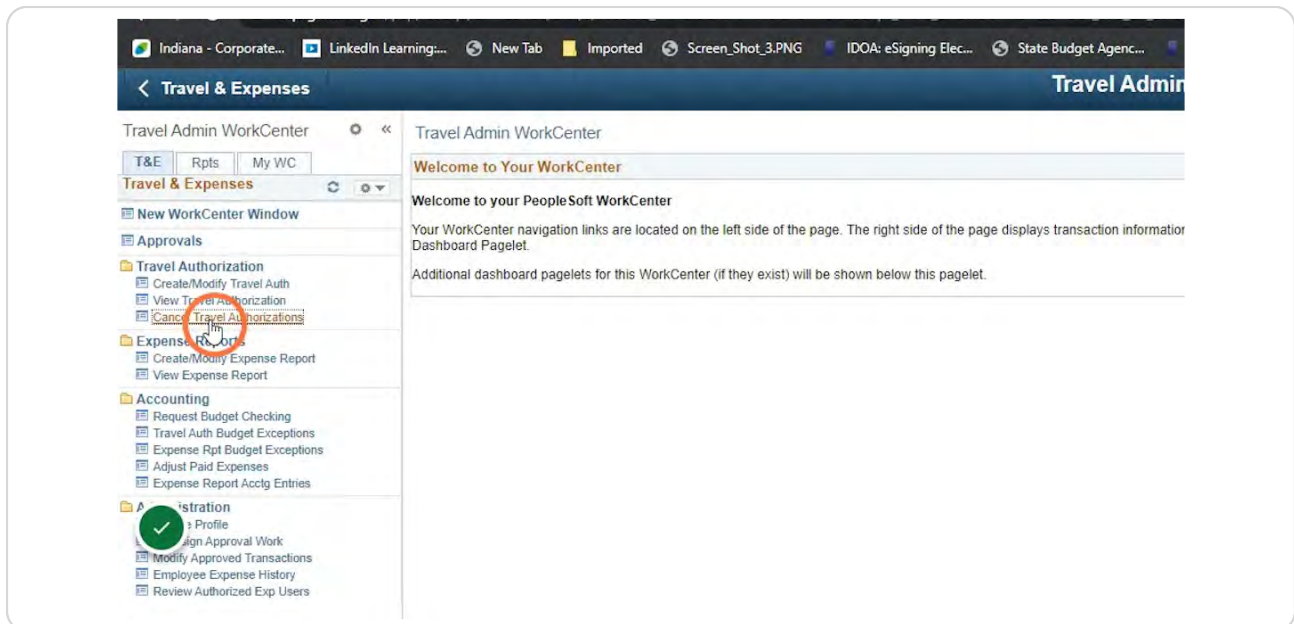 Indiana - Corporate... LinkedIn Learning:... New Tab Imported Screen_Shot_3.PNG IDOA: eSigning Elec... State Budget Agenc...
Travel & Expenses
Travel Admin
Travel Admin WorkCenter
T&E Rpts My WC
Travel & Expenses
New WorkCenter Window
Approvals
Travel Authorization
Create/Modify Travel Auth
View Travel Authorization
Cancel Travel Authorizations
Expense Reports
Create/Modify Expense Report
View Expense Report
Accounting
Request Budget Checking
Travel Auth Budget Exceptions
Expense Rpt Budget Exceptions
Adjust Paid Expenses
Expense Report Acctg Entries
Profile
Approval Work
Modify Approved Transactions
Employee Expense History
Review Authorized Exp Users
Travel Admin WorkCenter
Welcome to Your WorkCenter
Welcome to your PeopleSoft WorkCenter
Your WorkCenter navigation links are located on the left side of the page. The right side of the page displays transaction information
Dashboard Pagelet.
Additional dashboard pagelets for this WorkCenter (if they exist) will be shown below this pagelet.